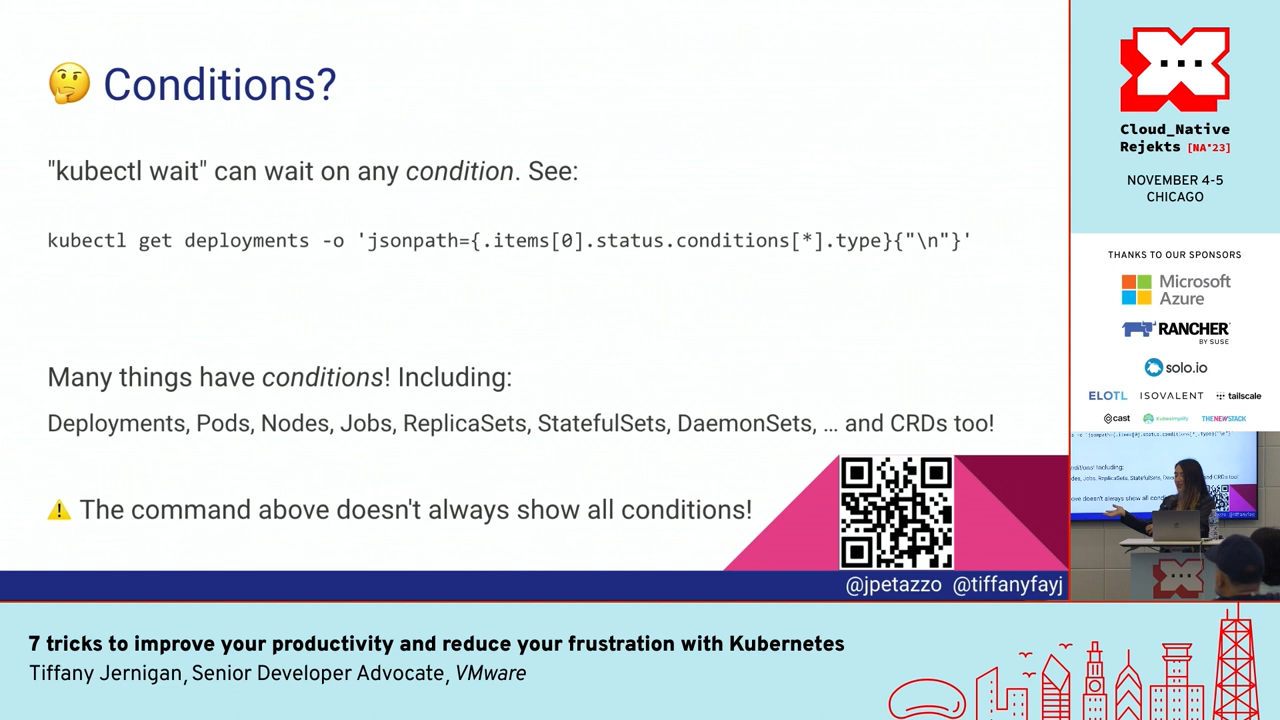 🤔 Conditions?
"kubectl wait" can wait on any condition. See:
kubectl get deployments -o 'jsonpath={.items[0].status.conditions[*].type}{"\n"}'
Many things have conditions! Including:
Deployments, Pods, Nodes, Jobs, ReplicaSets, StatefulSets, DaemonSets, … and CRDs too!
⚠️ The command above doesn't always show all conditions!
@jpetazzo @tiffanyfayj
Cloud_Native
Rejekts [NA'23]
NOVEMBER 4-5
CHICAGO
THANKS TO OUR SPONSORS
Microsoft
Azure
RANCHER
BY SUSE
solo.io
ELOTL ISOVALENT tailscale
cast kubesimplify THENEWSTACK
7 tricks to improve your productivity and reduce your frustration with Kubernetes
Tiffany Jernigan, Senior Developer Advocate, VMware